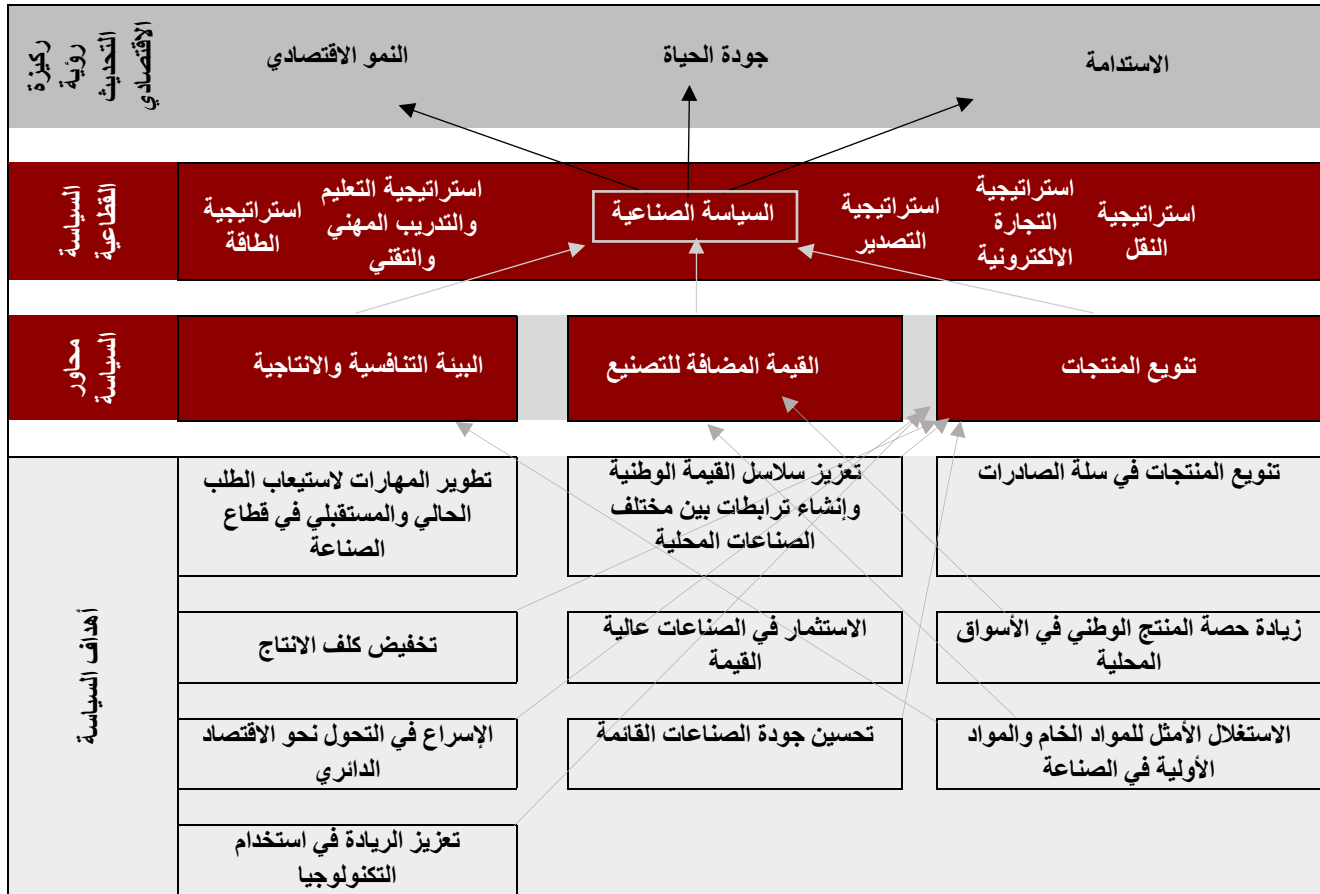 ركيزة
رؤية
التحديث
الاقتصادي
الاستدامة
جودة الحياة
النمو الاقتصادي
السياسة
القطاعية
استراتيجية
النقل
استراتيجية
التجارة
الالكترونية
استراتيجية
التصدير
السياسة الصناعية
استراتيجية التعليم
والتدريب المهني
والتقني
استراتيجية
الطاقة
محاور
السياسة
تنويع المنتجات
القيمة المضافة للتصنيع
البيئة التنافسية والانتاجية
أهداف السياسة
تنويع المنتجات في سلة الصادرات
تعزيز سلاسل القيمة الوطنية
وإنشاء ترابطات بين مختلف
الصناعات المحلية
تطوير المهارات لاستيعاب الطلب
الحالي والمستقبلي في قطاع
الصناعة
زيادة حصة المنتج الوطني في الأسواق
المحلية
الاستثمار في الصناعات عالية
القيمة
تخفيض كلف الانتاج
الاستغلال الأمثل للمواد الخام والمواد
الأولية في الصناعة
تحسين جودة الصناعات القائمة
الإسراع في التحول نحو الاقتصاد
الدائري
تعزيز الريادة في استخدام
التكنولوجيا